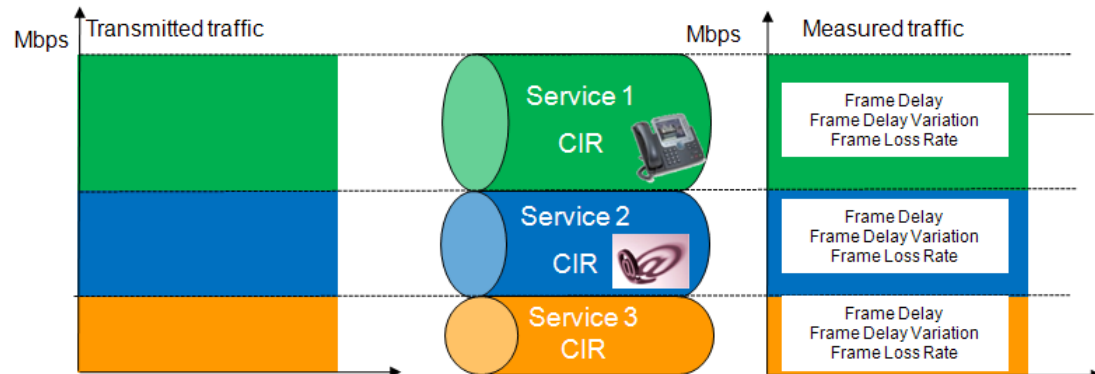 Mbps
Transmitted traffic
Mbps
Measured traffic
Service 1
CIR
Frame Delay
Frame Delay Variation
Frame Loss Rate
Service 2
CIR
@
Frame Delay
Frame Delay Variation
Frame Loss Rate
Service 3
CIR
Frame Delay
Frame Delay Variation
Frame Loss Rate